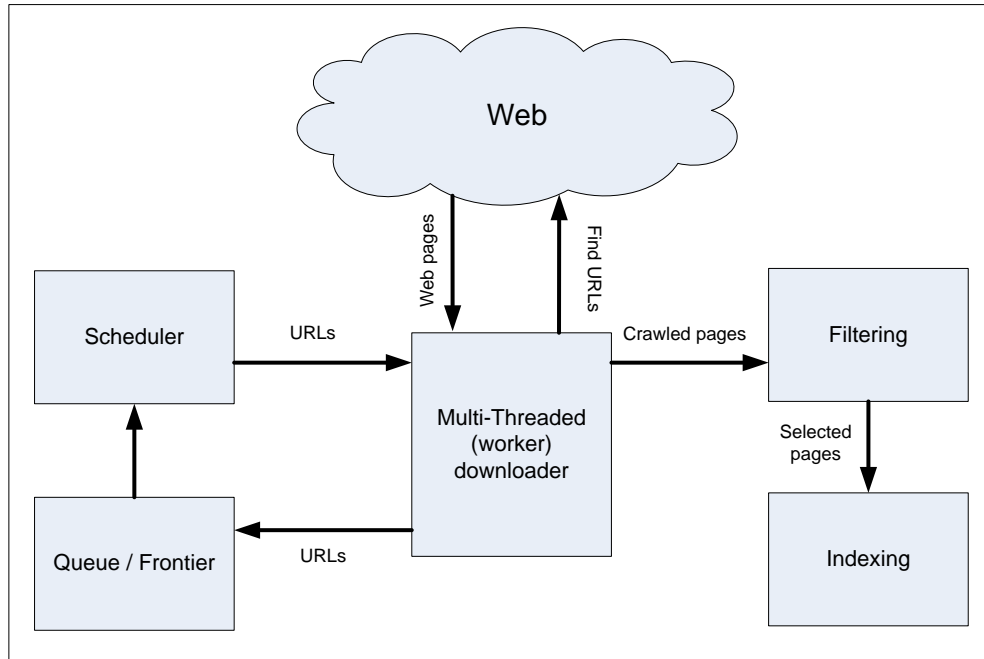 Web
Web pages
Find URLs
Scheduler
URLs
Crawled pages
Filtering
Multi-Threaded
(worker)
downloader
Selected
pages
Queue / Frontier
URLs
Indexing